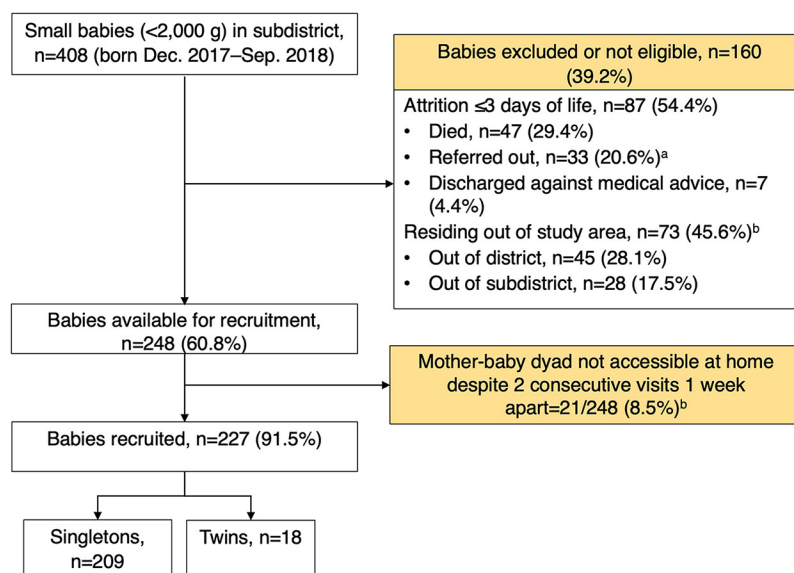 Small babies (<2,000 g) in subdistrict,
n=408 (born Dec. 2017–Sep. 2018)
Babies excluded or not eligible, n=160
(39.2%)
Attrition ≤3 days of life, n=87 (54.4%)
• Died, n=47 (29.4%)
• Referred out, n=33 (20.6%)ᵃ
• Discharged against medical advice, n=7
(4.4%)
Residing out of study area, n=73 (45.6%)ᵇ
• Out of district, n=45 (28.1%)
• Out of subdistrict, n=28 (17.5%)
Babies available for recruitment,
n=248 (60.8%)
Mother-baby dyad not accessible at home
despite 2 consecutive visits 1 week
apart=21/248 (8.5%)ᵇ
Babies recruited, n=227 (91.5%)
Singletons,
n=209
Twins, n=18